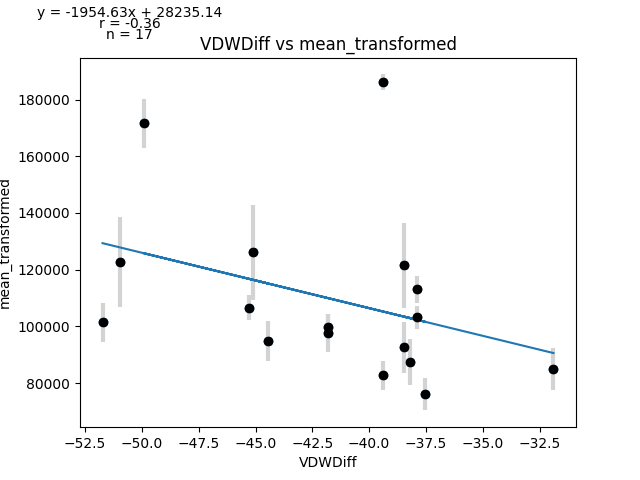 y = -1954.63x + 28235.14
r = -0.36
n = 17
VDWDiff vs mean_transformed
mean_transformed
180000
160000
140000
120000
100000
80000
−52.5 −50.0 −47.5 −45.0 −42.5 −40.0 −37.5 −35.0 −32.5
VDWDiff